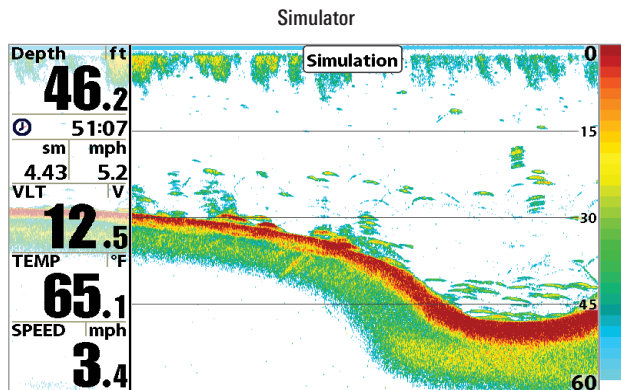 Simulator
Depth ft
46.2
51:07
sm mph
4.43 5.2
VLT V
12.5
TEMP °F
65.1
SPEED mph
3.4
Simulation
0
15
30
45
60